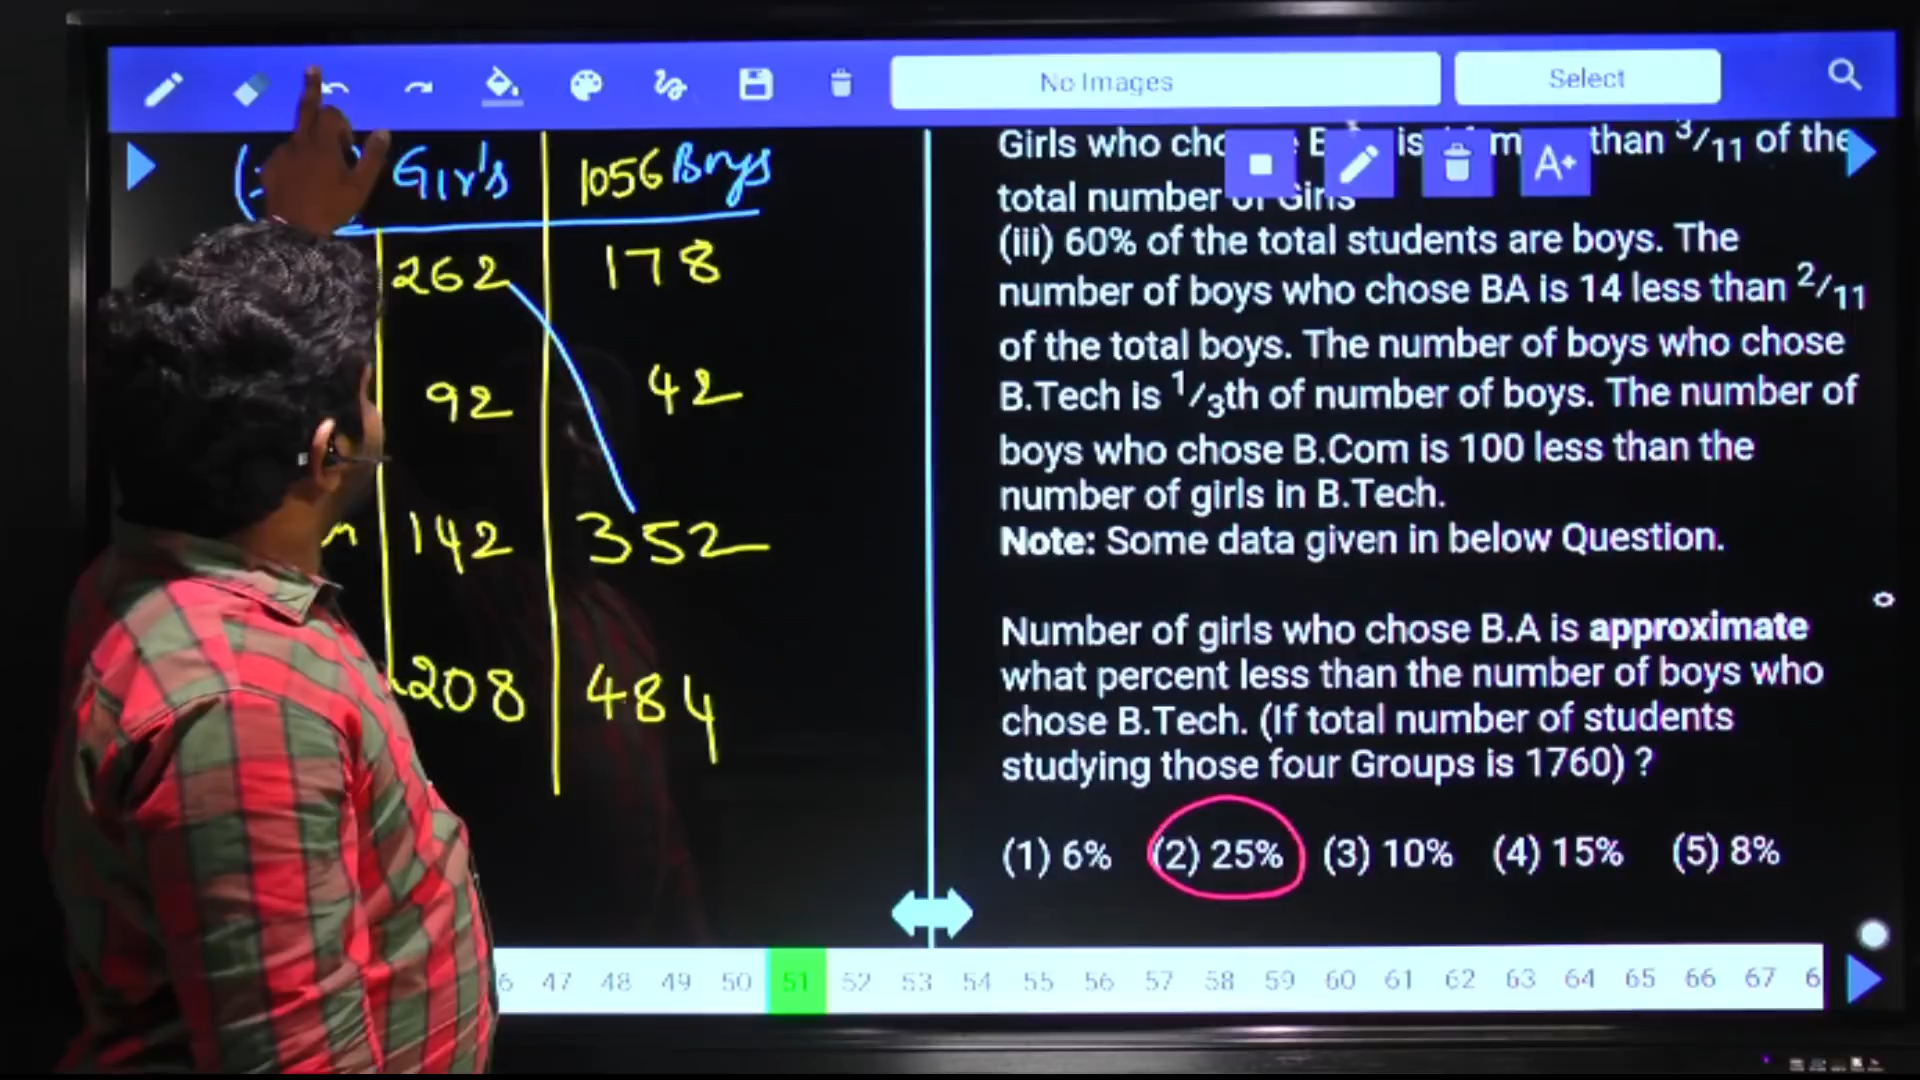 No Images
Select
Girls 1056 Boys
262 178
92 42
142 352
208 484
Girls who is than 3/11 of the
total number of Girls
(iii) 60% of the total students are boys. The
number of boys who chose BA is 14 less than 2/11
of the total boys. The number of boys who chose
B.Tech is 1/3th of number of boys. The number of
boys who chose B.Com is 100 less than the
number of girls in B.Tech.
Note: Some data given in below Question.
Number of girls who chose B.A is approximate
what percent less than the number of boys who
chose B.Tech. (If total number of students
studying those four Groups is 1760) ?
(1) 6% (2) 25% (3) 10% (4) 15% (5) 8%
A+
47 48 49 50 51 52 53 54 55 56 57 58 59 60 61 62 63 64 65 66 67